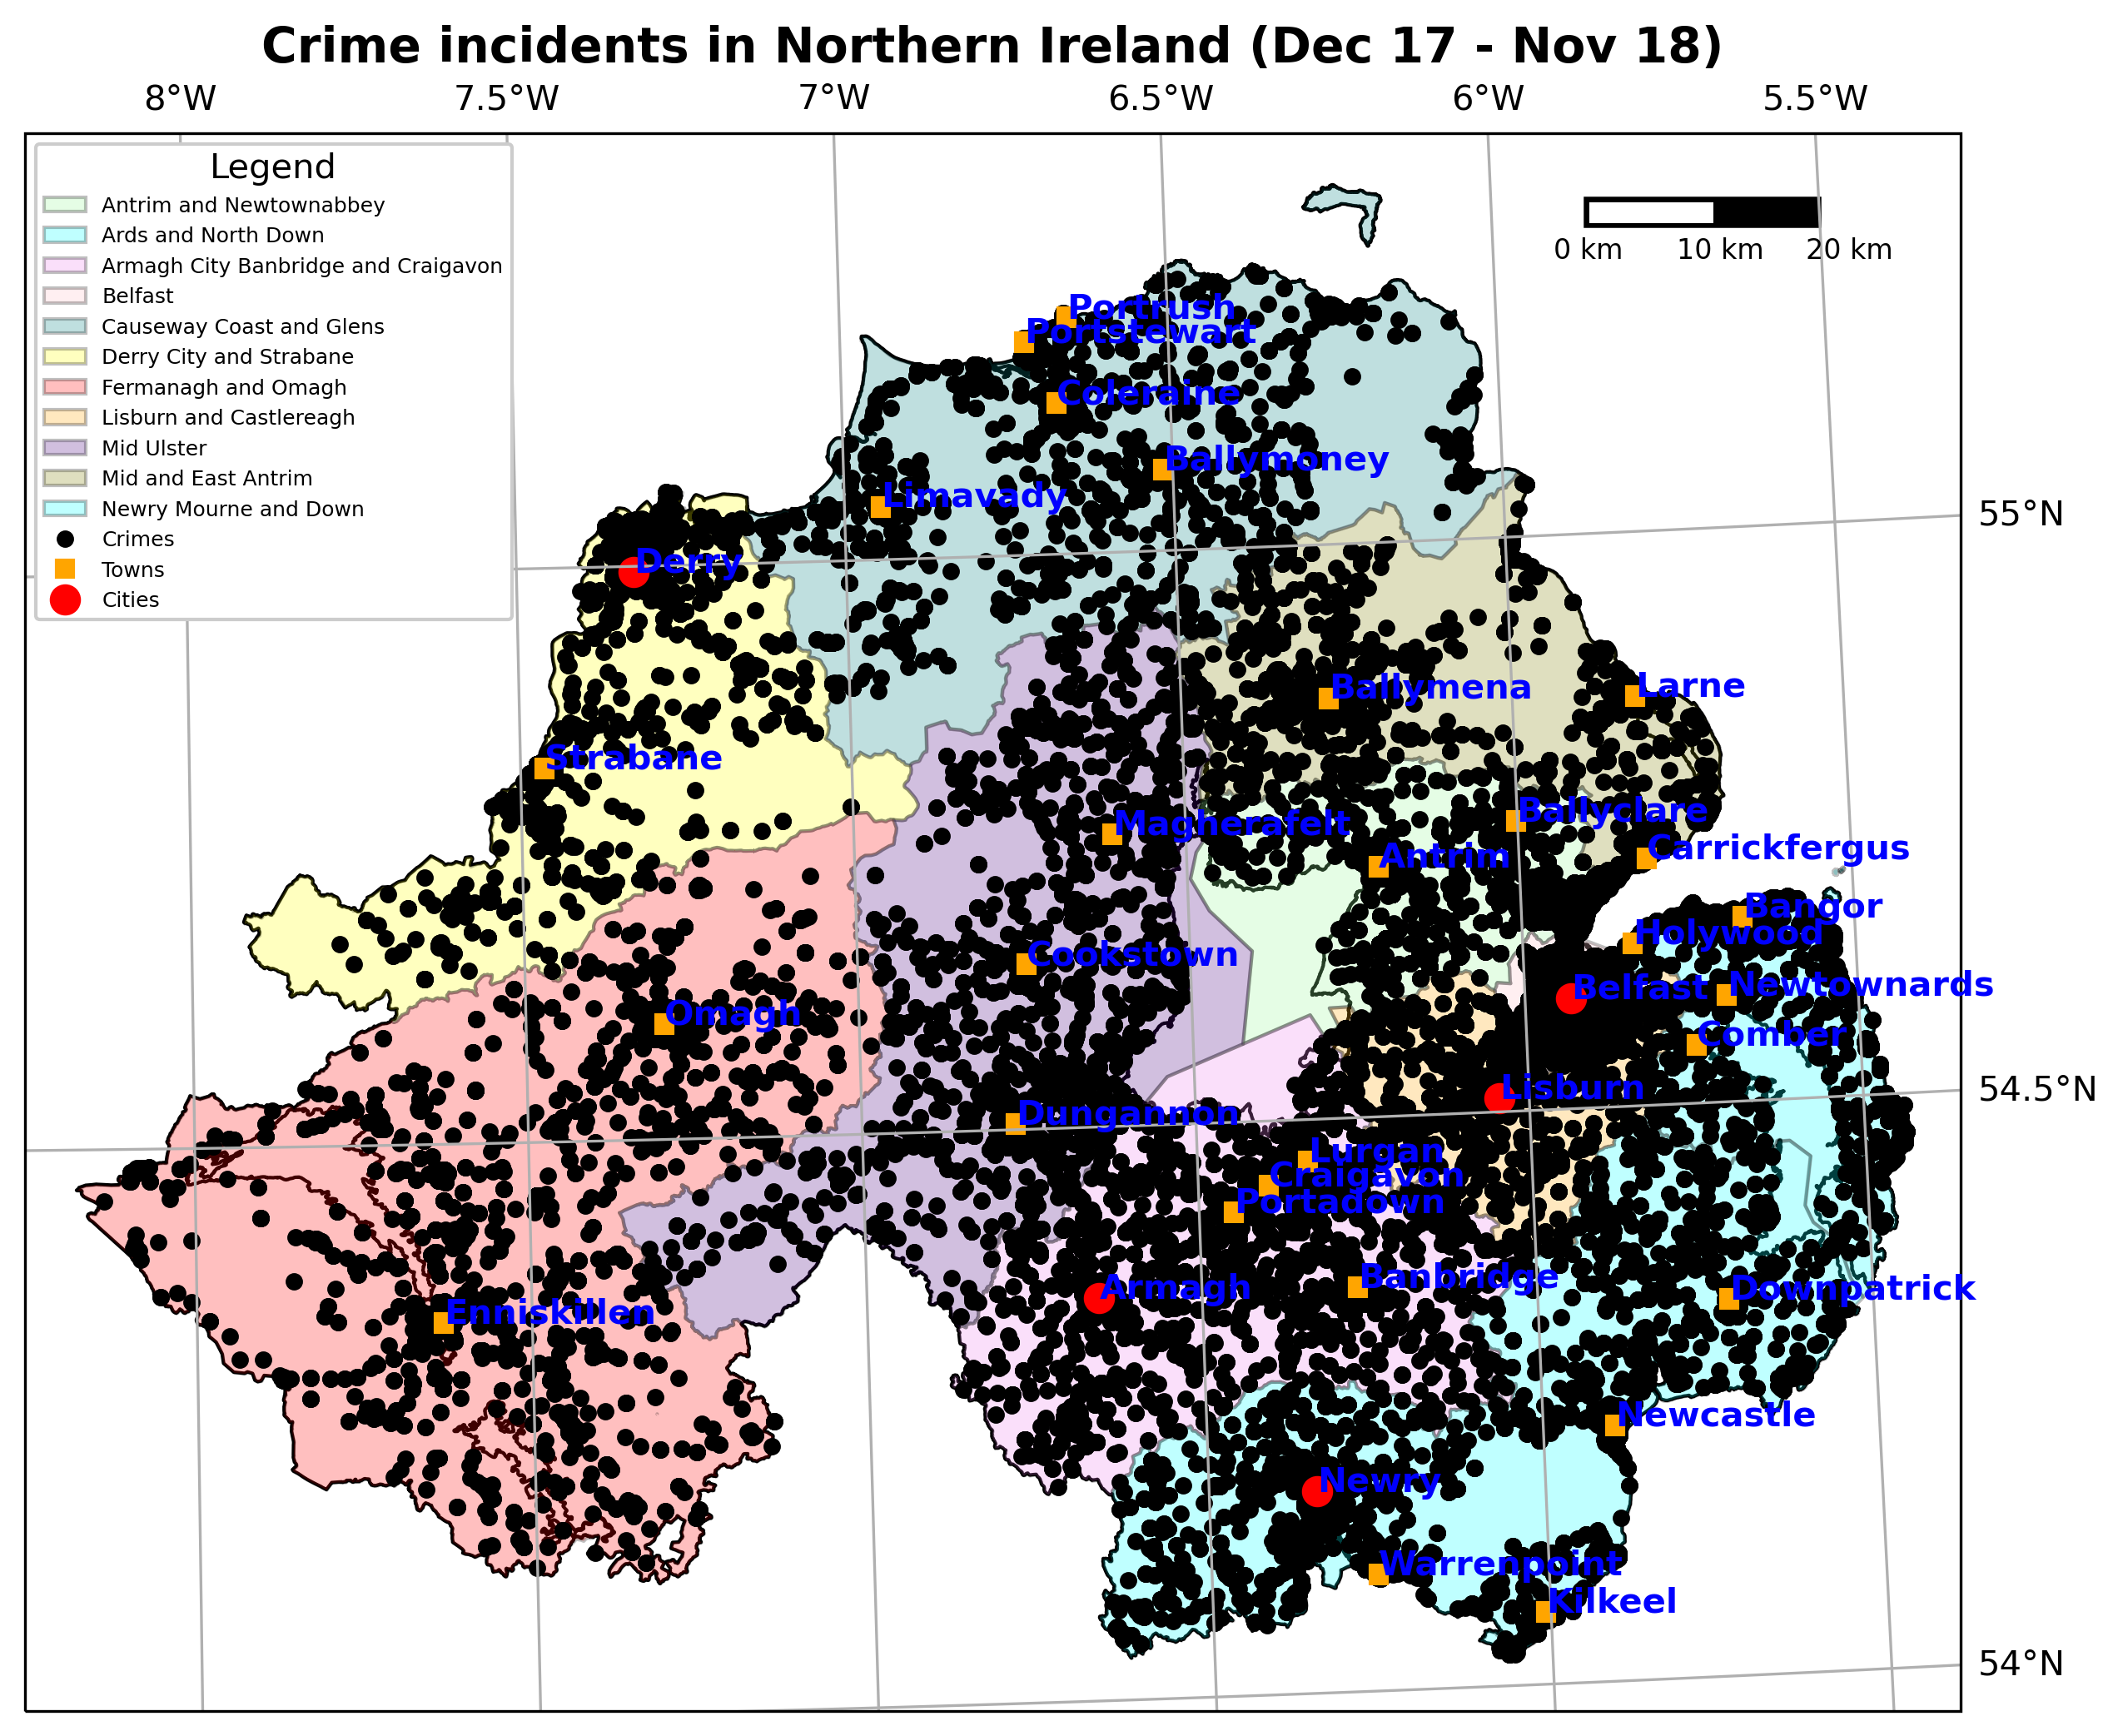 Crime incidents in Northern Ireland (Dec 17 - Nov 18)
8°W 7.5°W 7°W 6.5°W 6°W 5.5°W
Legend
Antrim and Newtownabbey
Ards and North Down
Armagh City Banbridge and Craigavon
Belfast
Causeway Coast and Glens
Derry City and Strabane
Fermanagh and Omagh
Lisburn and Castlereagh
Mid Ulster
Mid and East Antrim
Newry Mourne and Down
Crimes
Towns
Cities
0 km 10 km 20 km
Portrush
Portstewart
Coleraine
Ballymoney
Limavady
55°N
Derry
Ballymena
Larne
Strabane
Ballyclare
Magherafelt
Carrickfergus
Antrim
Bangor
Holywood
Cookstown
Newtownards
Belfast
Omagh
Comber
Lisburn
54.5°N
Dungannon
Lurgan
Craigavon
Portadown
Banbridge
Armagh
Downpatrick
Enniskillen
Newcastle
Newry
Warrenpoint
Kilkeel
54°N